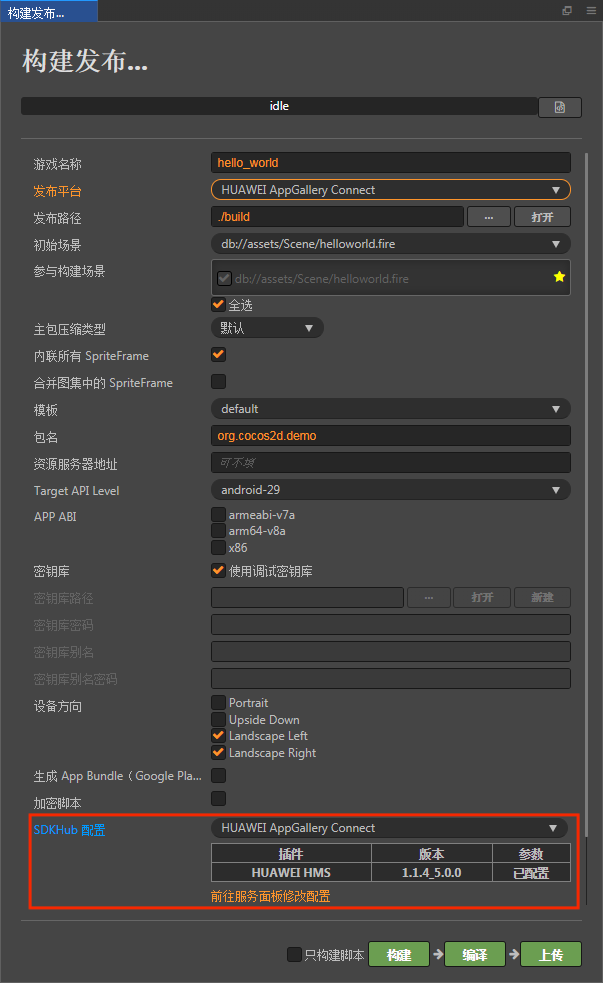 构建发布...
构建发布...
idle
游戏名称 hello_world
发布平台 HUAWEI AppGallery Connect
发布路径 ./build ... 打开
初始场景 db://assets/Scene/helloworld.fire
参与构建场景 db://assets/Scene/helloworld.fire
全选
主包压缩类型 默认
内联所有 SpriteFrame
合并图集中的 SpriteFrame
模板 default
包名 org.cocos2d.demo
资源服务器地址 可不填
Target API Level android-29
APP ABI armeabi-v7a
arm64-v8a
x86
密钥库 使用调试密钥库
密钥库路径 ... 打开 新建
密钥库密码
密钥库别名
密钥库别名密码
设备方向 Portrait
Upside Down
Landscape Left
Landscape Right
生成 App Bundle（Google Pla...
加密脚本
SDKHub 配置 HUAWEI AppGallery Connect
插件 版本 参数
HUAWEI HMS 1.1.4_5.0.0 已配置
前往服务面板修改配置
只构建脚本 构建 编译 上传